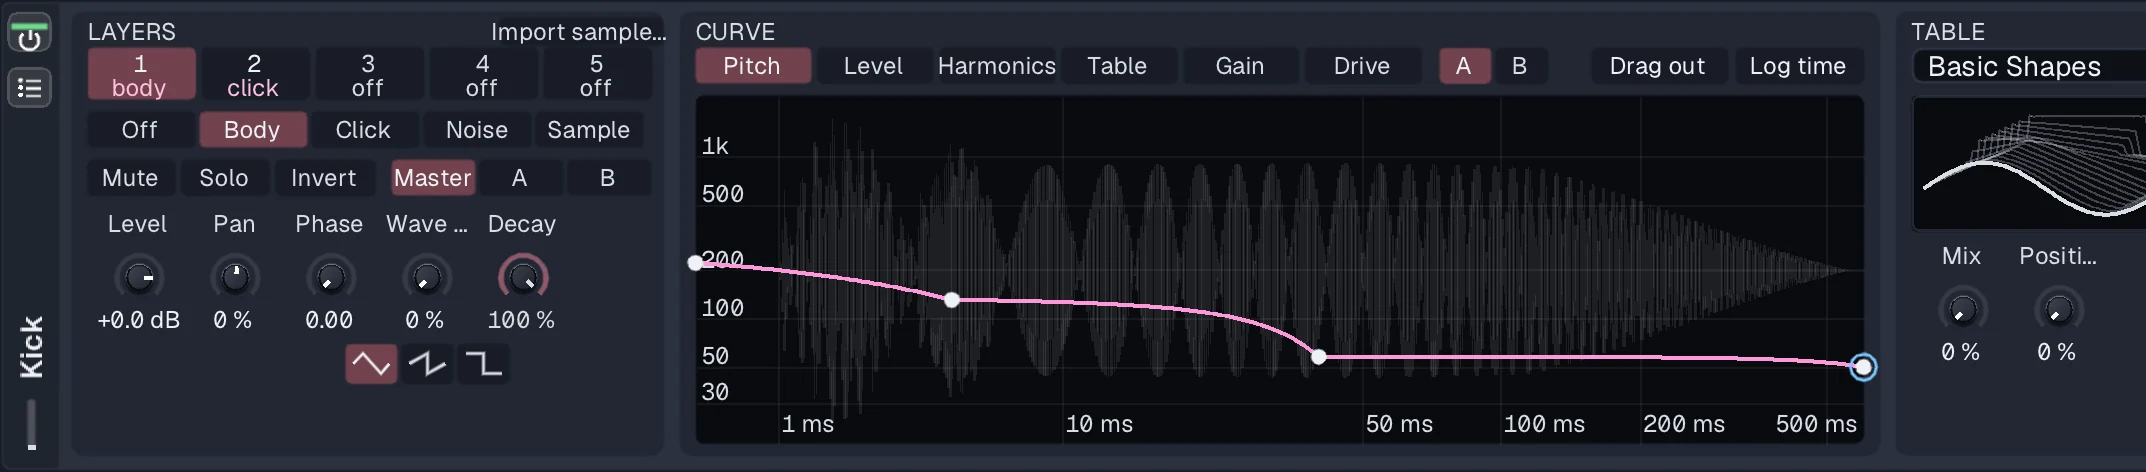 LAYERS Import sample...
1 2 3 4 5
body click off off off
Off Body Click Noise Sample
Mute Solo Invert Master A B
Level Pan Phase Wave ... Decay
+0.0 dB 0 % 0.00 0 % 100 %
Kick
CURVE
Pitch Level Harmonics Table Gain Drive A B Drag out Log time
1k
500
200
100
50
30
1 ms 10 ms 50 ms 100 ms 200 ms 500 ms
TABLE
Basic Shapes
Mix Positi...
0 % 0 %